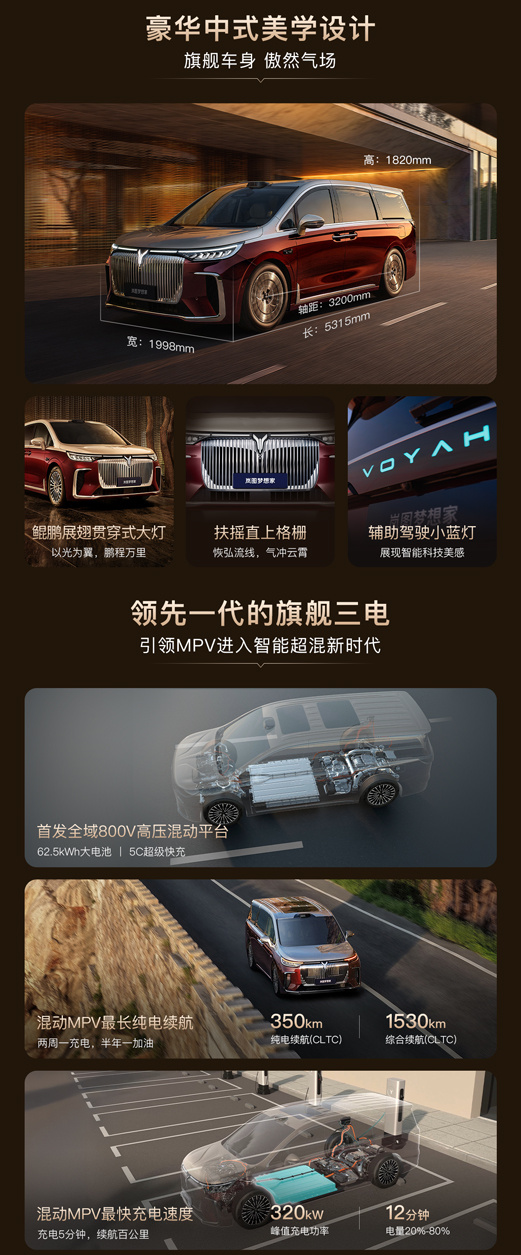 豪华中式美学设计
旗舰车身 傲然气场
高：1820mm
轴距：3200mm
长：5315mm
宽：1998mm
岚图梦想家
岚图梦想家
VOYAH
岚图梦想家
鲲鹏展翅贯穿式大灯
以光为翼，鹏程万里
扶摇直上格栅
恢弘流线，气冲云霄
辅助驾驶小蓝灯
展现智能科技美感
领先一代的旗舰三电
引领MPV进入智能超混新时代
首发全域800V高压混动平台
62.5kWh大电池 | 5C超级快充
混动MPV最长纯电续航
两周一充电，半年一加油
350km
纯电续航(CLTC)
1530km
综合续航(CLTC)
混动MPV最快充电速度
充电5分钟，续航百公里
320kW
峰值充电功率
12分钟
电量20%-80%